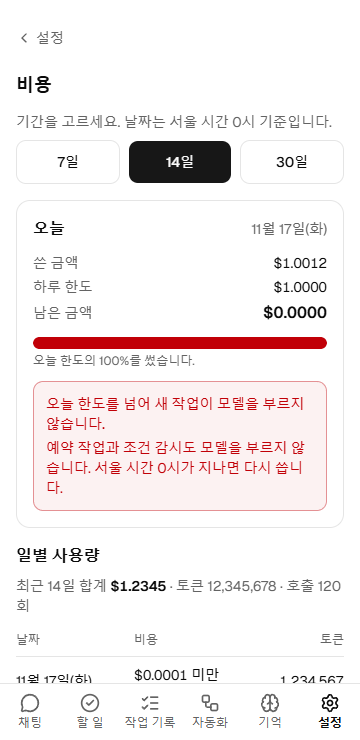 설정
비용
기간을 고르세요. 날짜는 서울 시간 0시 기준입니다.
7일 14일 30일
오늘 11월 17일(화)
쓴 금액 $1.0012
하루 한도 $1.0000
남은 금액 $0.0000
오늘 한도의 100%를 썼습니다.
오늘 한도를 넘어 새 작업이 모델을 부르지
않습니다.
예약 작업과 조건 감시도 모델을 부르지 않
습니다. 서울 시간 0시가 지나면 다시 씁니
다.
일별 사용량
최근 14일 합계 $1.2345 · 토큰 12,345,678 · 호출 120
회
날짜 비용 토큰
11월 17일(화) $0.0001 미만 1,234,567
채팅 할 일 작업 기록 자동화 기억 설정